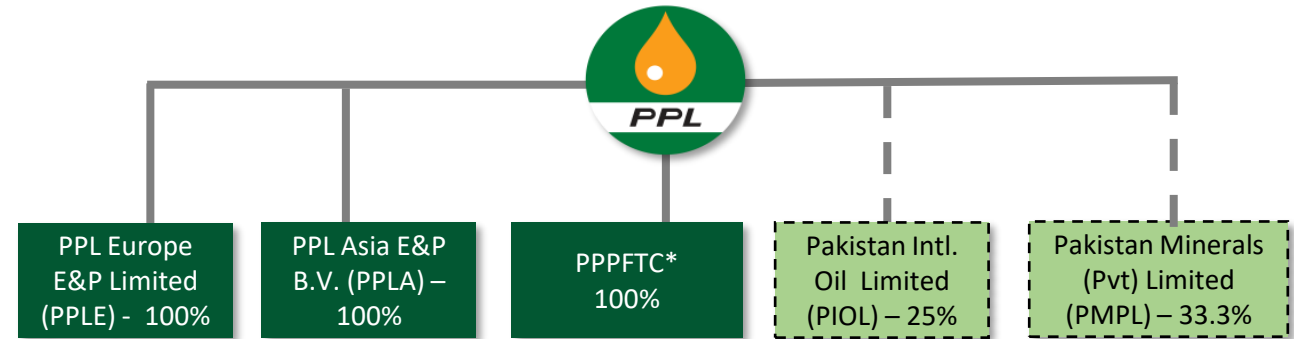 PPL
PPL Europe
E&P Limited
(PPLE) - 100%
PPL Asia E&P
B.V. (PPLA) –
100%
PPPFTC*
100%
Pakistan Intl.
Oil Limited
(PIOL) – 25%
Pakistan Minerals
(Pvt) Limited
(PMPL) – 33.3%